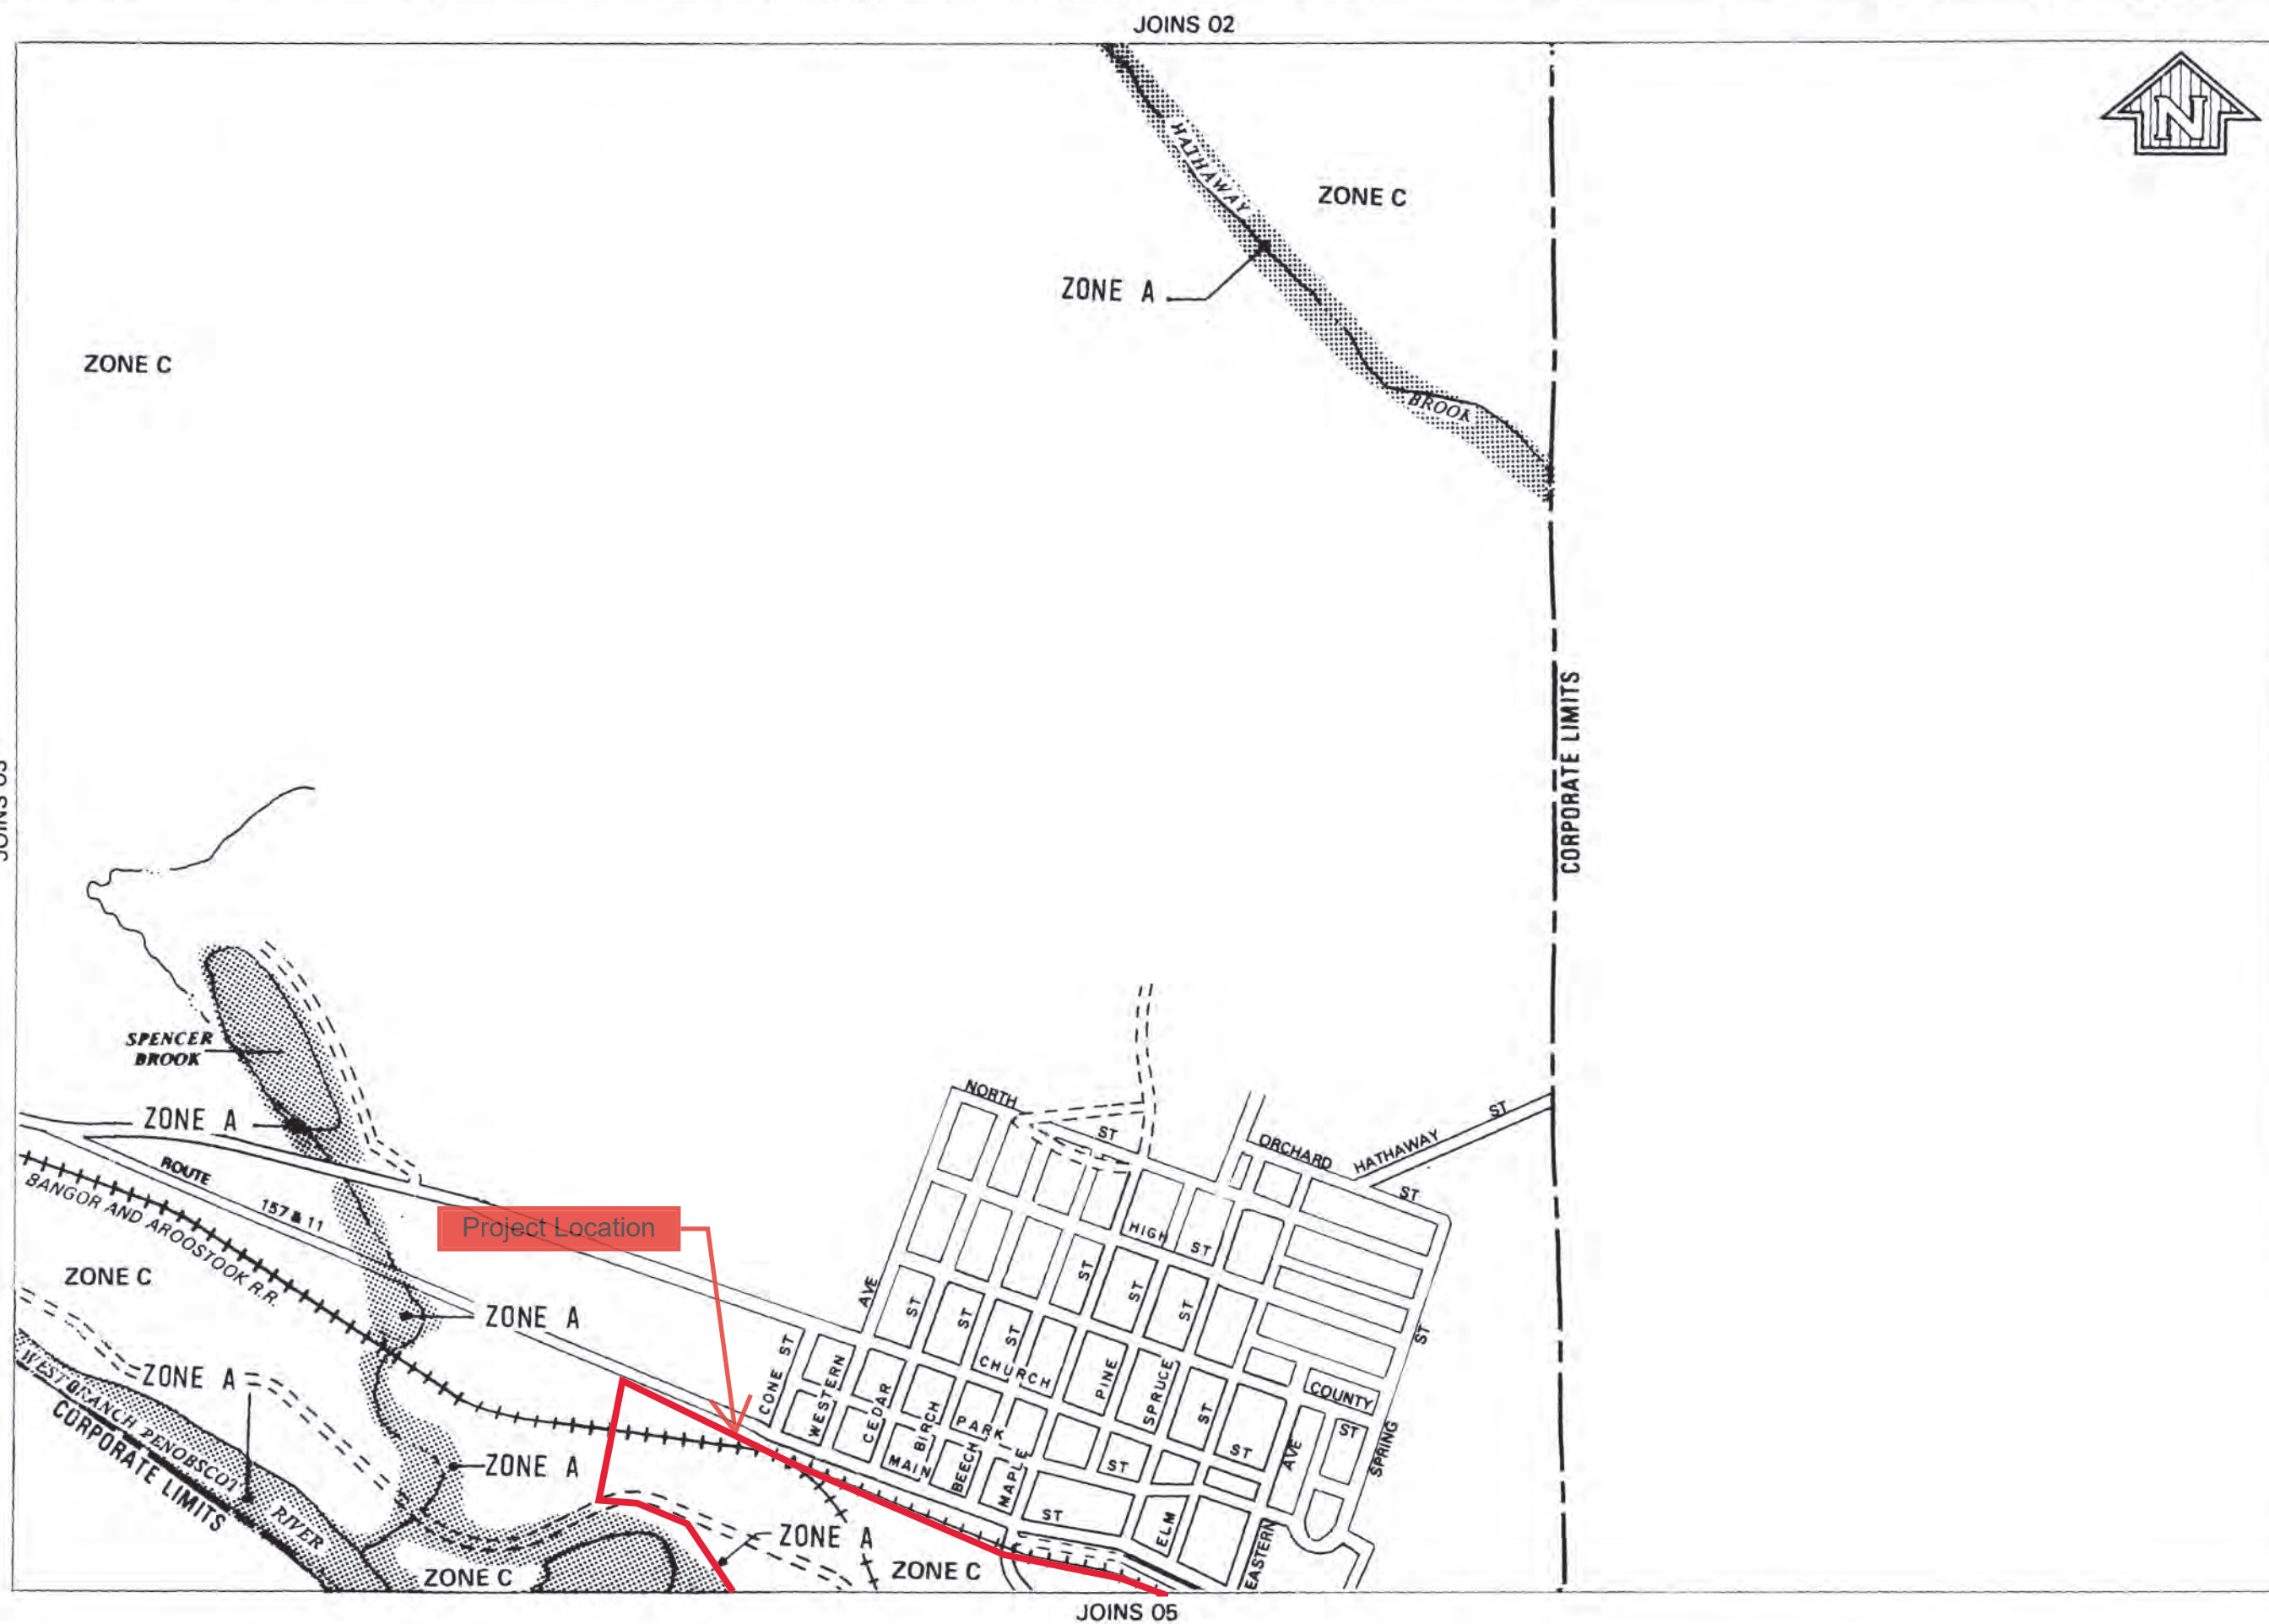 JOINS 02
N
HATHAWAY
ZONE C
ZONE A
ZONE C
BROOK
CORPORATE LIMITS
JOINS 03
SPENCER
BROOK
ZONE A
NORTH
ST
ORCHARD
ST
HATHAWAY
ST
ROUTE
157 & 11
BANGOR AND AROOSTOOK R.R.
Project Location
HIGH
ST
ZONE C
ZONE A
AVE
ST
ST
ST
ST
ST
ST
ST
CONE ST
WESTERN
CEDAR
BIRCH
CHURCH
PARK
PINE
SPRUCE
ST
COUNTY
ST
ZONE A
WEST BRANCH PENOBSCOT
RIVER
CORPORATE LIMITS
ZONE A
MAIN
BEECH
MAPLE
ST
ST
AVE
SPRING
ST
ELM
EASTERN
ZONE A
ZONE C
ZONE C
JOINS 05